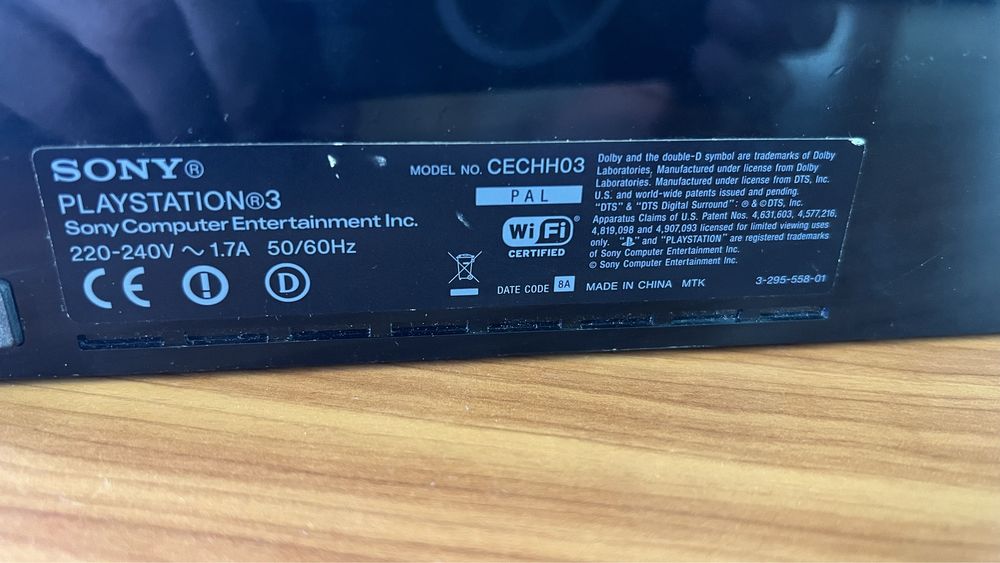 SONY®
PLAYSTATION®3
Sony Computer Entertainment Inc.
220-240V ～ 1.7A 50/60Hz
CE
D
MODEL NO. CECHH03
PAL
Wi Fi®
CERTIFIED
DATE CODE 8A MADE IN CHINA MTK
Dolby and the double-D symbol are trademarks of Dolby
Laboratories, Manufactured under license from Dolby
Laboratories. Manufactured under license from DTS, Inc.
U.S. and world-wide patents issued and pending.
"DTS" & "DTS Digital Surround": ® & ©DTS, Inc.
Apparatus Claims of U.S. Patent Nos. 4,631,603, 4,577,216,
4,819,098 and 4,907,093 licensed for limited viewing uses
only. "PS" and "PLAYSTATION" are registered trademarks
of Sony Computer Entertainment Inc.
© Sony Computer Entertainment Inc.
3-295-558-01